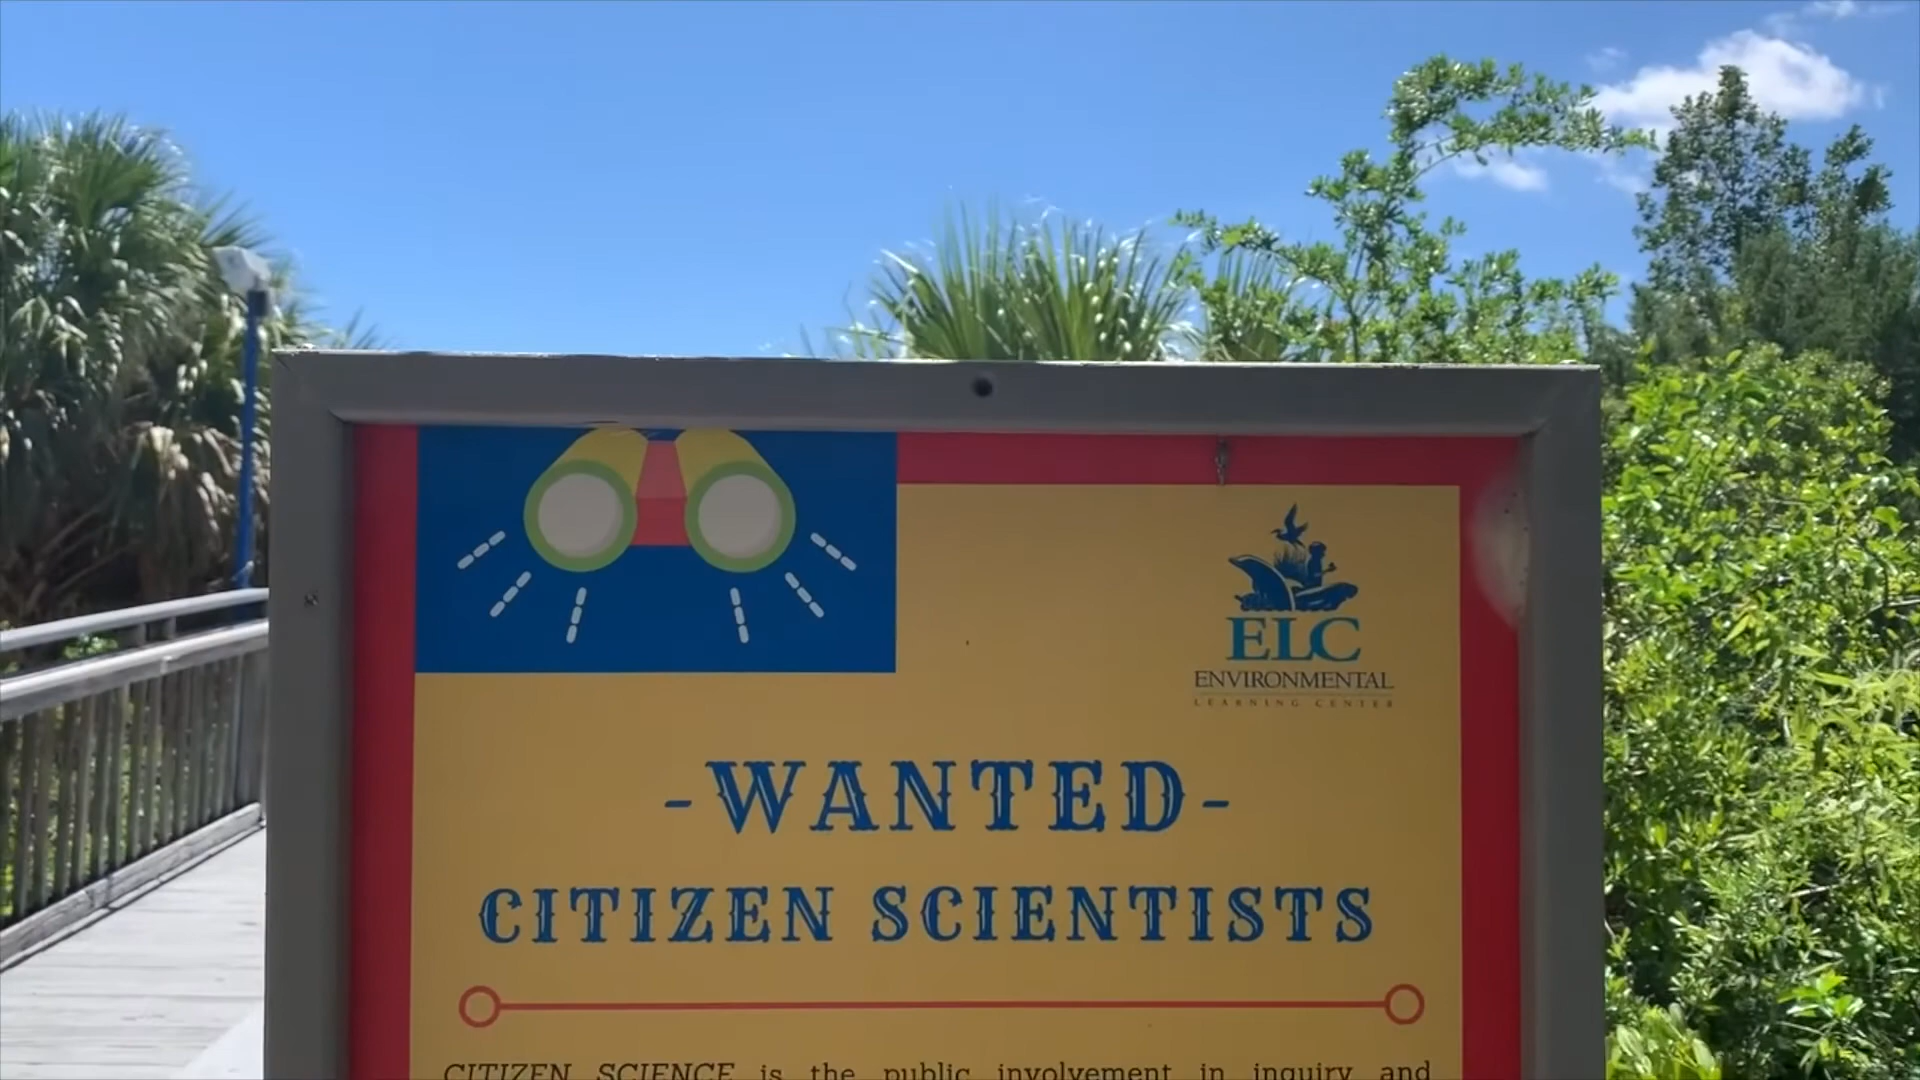 ELC
ENVIRONMENTAL
LEARNING CENTER
-WANTED-
CITIZEN SCIENTISTS
CITIZEN SCIENCE is the public involvement in inquiry and